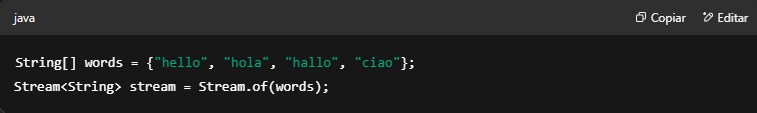 java Copiar Editar
String[] words = {"hello", "hola", "hallo", "ciao"};
Stream<String> stream = Stream.of(words);